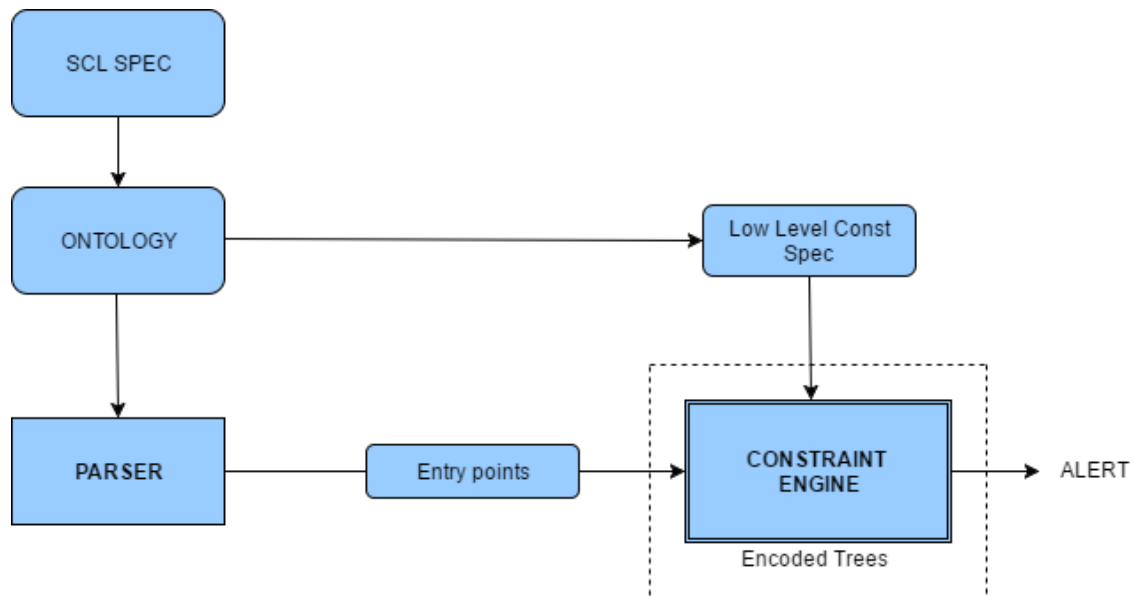 SCL SPEC
ONTOLOGY
Low Level Const
Spec
PARSER
Entry points
CONSTRAINT
ENGINE
ALERT
Encoded Trees